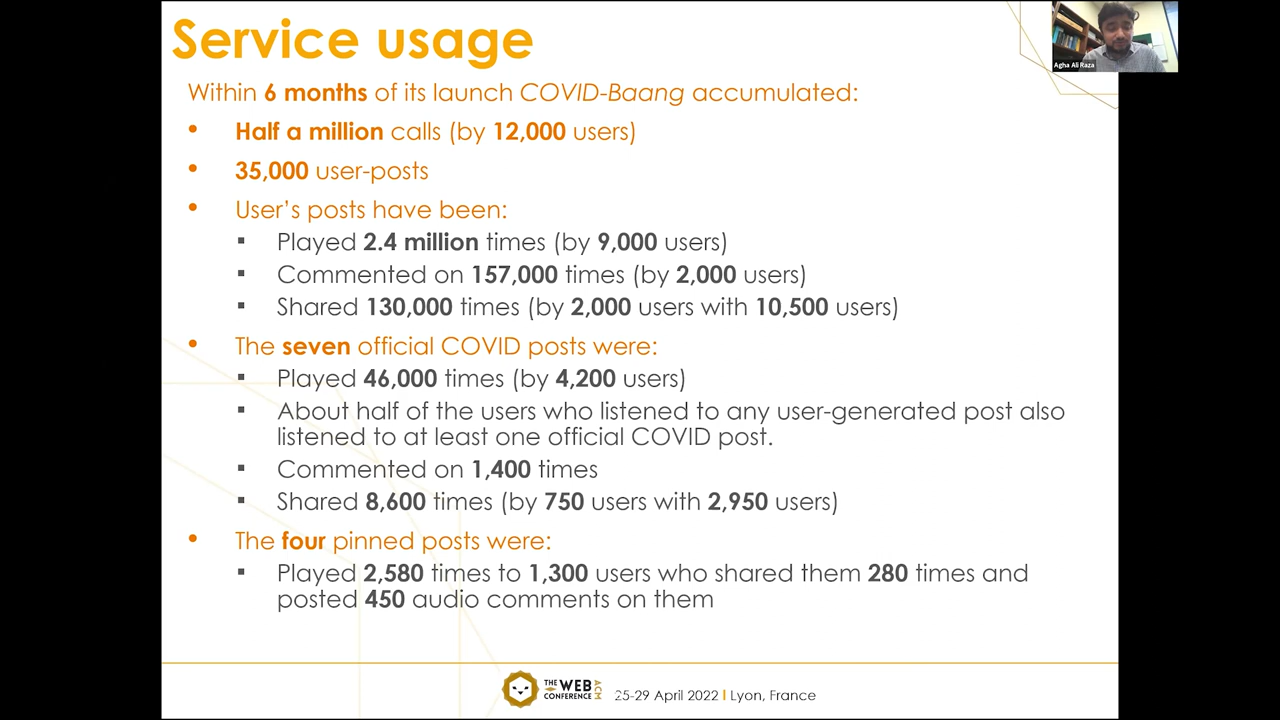 Service usage
Agha Ali Raza
Within 6 months of its launch COVID-Baang accumulated:
• Half a million calls (by 12,000 users)
• 35,000 user-posts
• User's posts have been:
▪ Played 2.4 million times (by 9,000 users)
▪ Commented on 157,000 times (by 2,000 users)
▪ Shared 130,000 times (by 2,000 users with 10,500 users)
• The seven official COVID posts were:
▪ Played 46,000 times (by 4,200 users)
▪ About half of the users who listened to any user-generated post also
listened to at least one official COVID post.
▪ Commented on 1,400 times
▪ Shared 8,600 times (by 750 users with 2,950 users)
• The four pinned posts were:
▪ Played 2,580 times to 1,300 users who shared them 280 times and
posted 450 audio comments on them
THE WEB
CONFERENCE
ACM
25-29 April 2022 | Lyon, France